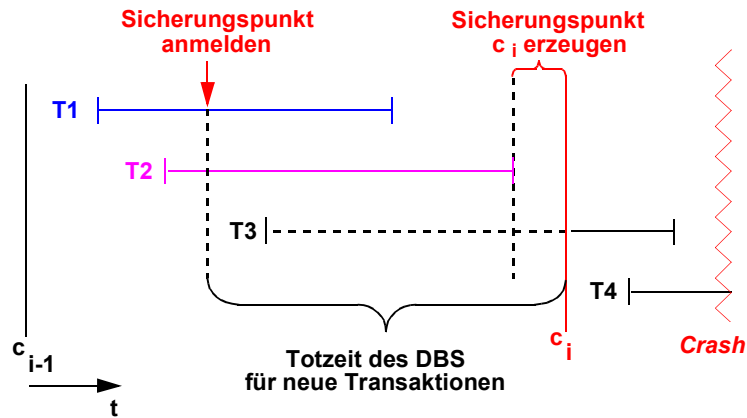 Sicherungspunkt
anmelden
Sicherungspunkt
c i erzeugen
T1
T2
T3
T4
c i-1
Totzeit des DBS
für neue Transaktionen
c i
Crash
t